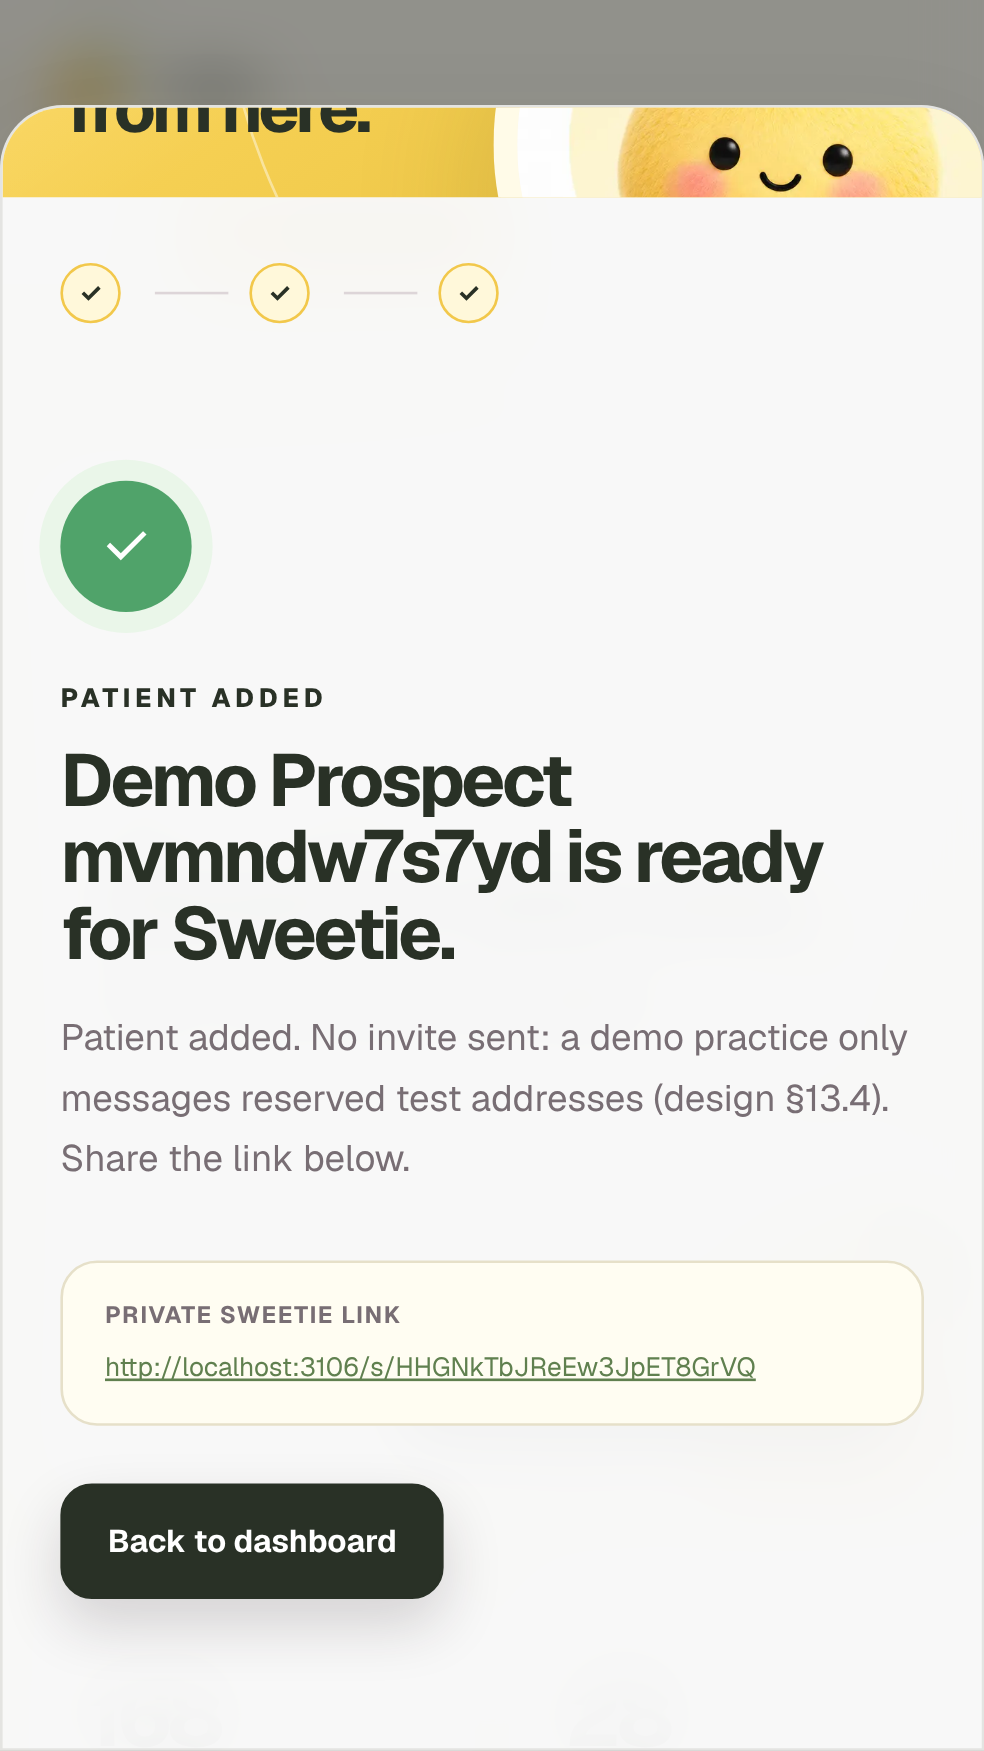 from here.
PATIENT ADDED
Demo Prospect
mvmndw7s7yd is ready
for Sweetie.
Patient added. No invite sent: a demo practice only
messages reserved test addresses (design §13.4).
Share the link below.
PRIVATE SWEETIE LINK
http://localhost:3106/s/HHGNkTbJReEw3JpET8GrVQ
Back to dashboard